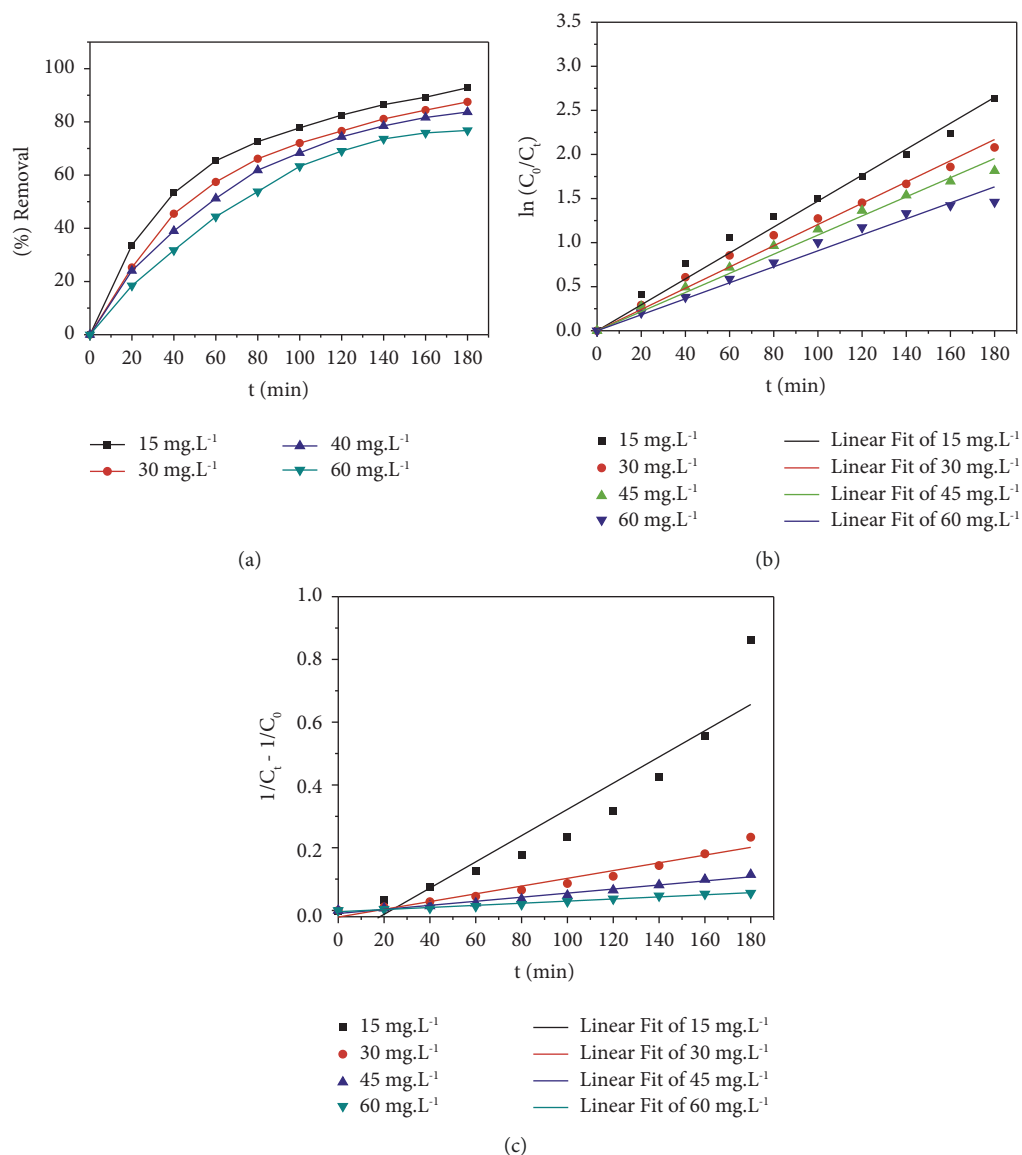 100
80
60
40
20
0
(%) Removal
0 20 40 60 80 100 120 140 160 180
t (min)
15 mg.L⁻¹
30 mg.L⁻¹
40 mg.L⁻¹
60 mg.L⁻¹
(a)
3.5
3.0
2.5
2.0
1.5
1.0
0.5
0.0
ln (C₀/Cₜ)
0 20 40 60 80 100 120 140 160 180
t (min)
15 mg.L⁻¹
30 mg.L⁻¹
45 mg.L⁻¹
60 mg.L⁻¹
Linear Fit of 15 mg.L⁻¹
Linear Fit of 30 mg.L⁻¹
Linear Fit of 45 mg.L⁻¹
Linear Fit of 60 mg.L⁻¹
(b)
1.0
0.8
0.6
0.4
0.2
0.0
1/Cₜ - 1/C₀
0 20 40 60 80 100 120 140 160 180
t (min)
15 mg.L⁻¹
30 mg.L⁻¹
45 mg.L⁻¹
60 mg.L⁻¹
Linear Fit of 15 mg.L⁻¹
Linear Fit of 30 mg.L⁻¹
Linear Fit of 45 mg.L⁻¹
Linear Fit of 60 mg.L⁻¹
(c)